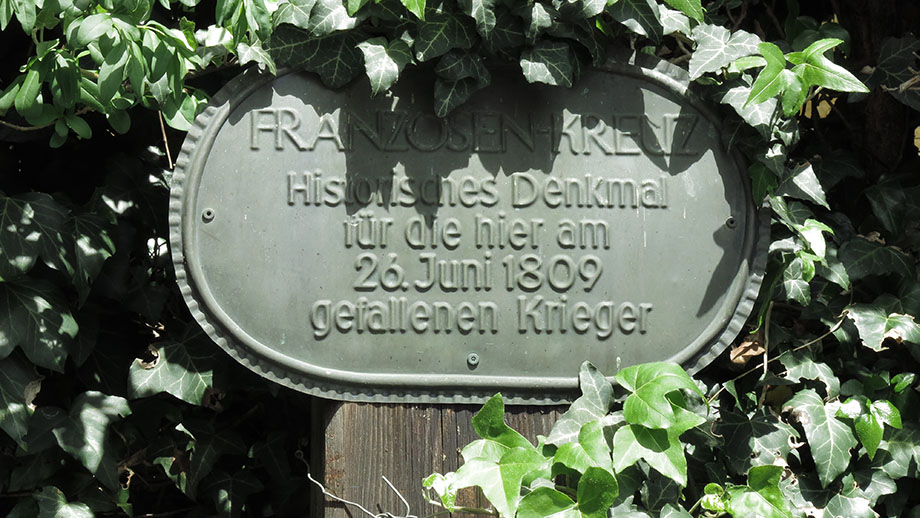 FRANZOSEN-KREUZ
Historisches Denkmal
für die hier am
26. Juni 1809
gefallenen Krieger